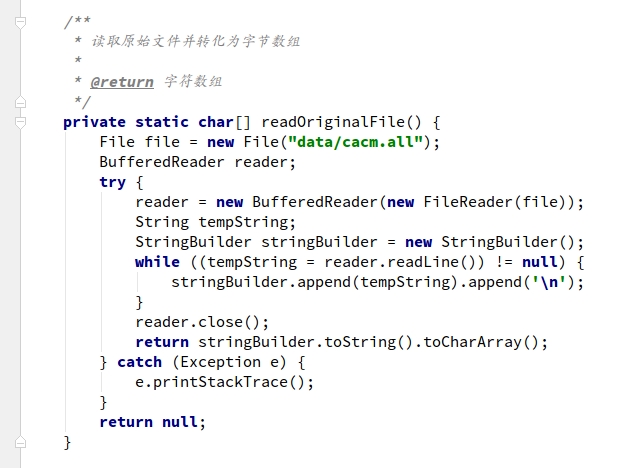 /**
 * 读取原始文件并转化为字节数组
 *
 * @return 字符数组
 */
private static char[] readOriginalFile() {
    File file = new File("data/cacm.all");
    BufferedReader reader;
    try {
        reader = new BufferedReader(new FileReader(file));
        String tempString;
        StringBuilder stringBuilder = new StringBuilder();
        while ((tempString = reader.readLine()) != null) {
            stringBuilder.append(tempString).append('\n');
        }
        reader.close();
        return stringBuilder.toString().toCharArray();
    } catch (Exception e) {
        e.printStackTrace();
    }
    return null;
}